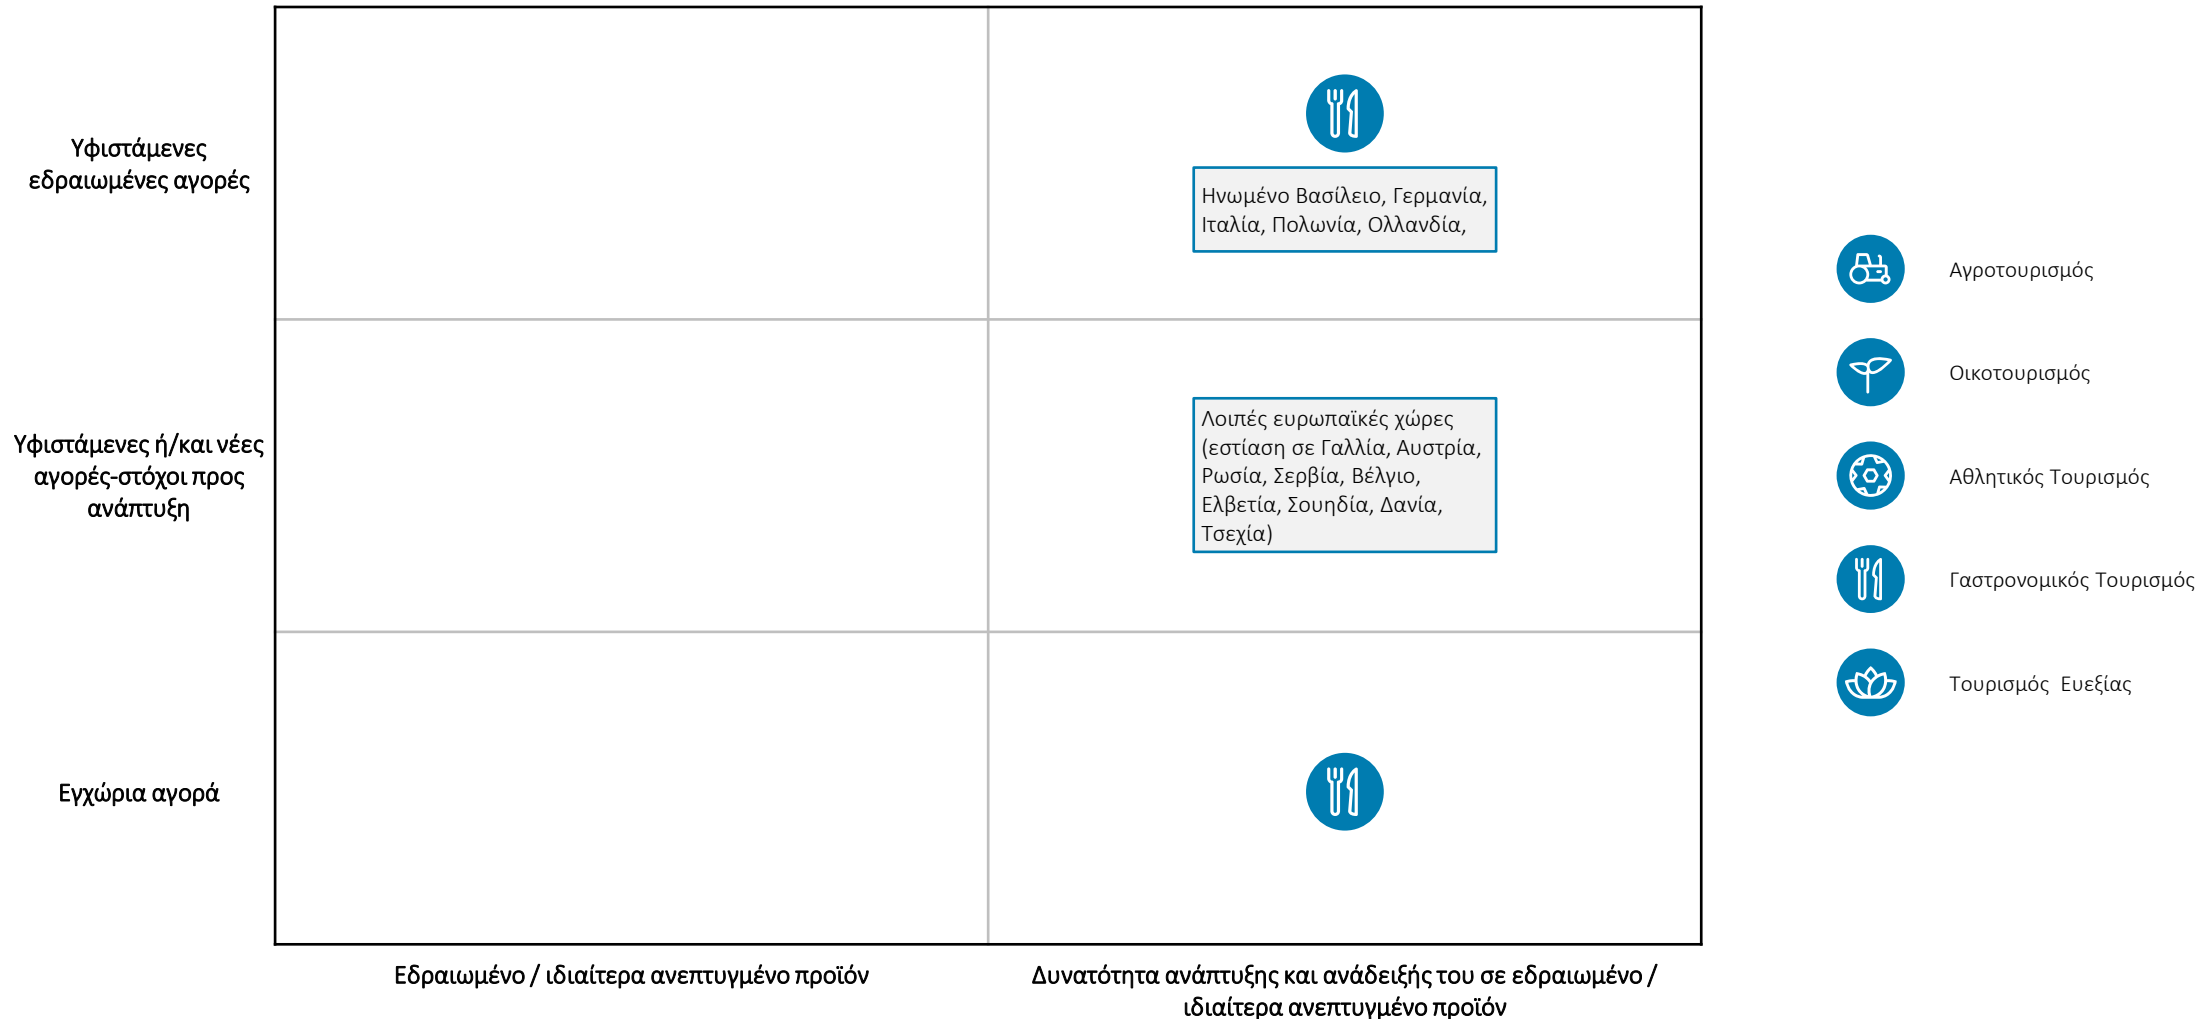 Υφιστάμενες
εδραιωμένες αγορές
Ηνωμένο Βασίλειο, Γερμανία,
Ιταλία, Πολωνία, Ολλανδία,
Υφιστάμενες ή/και νέες
αγορές-στόχοι προς
ανάπτυξη
Λοιπές ευρωπαϊκές χώρες
(εστίαση σε Γαλλία, Αυστρία,
Ρωσία, Σερβία, Βέλγιο,
Ελβετία, Σουηδία, Δανία,
Τσεχία)
Εγχώρια αγορά
Εδραιωμένο / ιδιαίτερα ανεπτυγμένο προϊόν
Δυνατότητα ανάπτυξης και ανάδειξής του σε εδραιωμένο /
ιδιαίτερα ανεπτυγμένο προϊόν
Αγροτουρισμός
Οικοτουρισμός
Αθλητικός Τουρισμός
Γαστρονομικός Τουρισμός
Τουρισμός  Ευεξίας